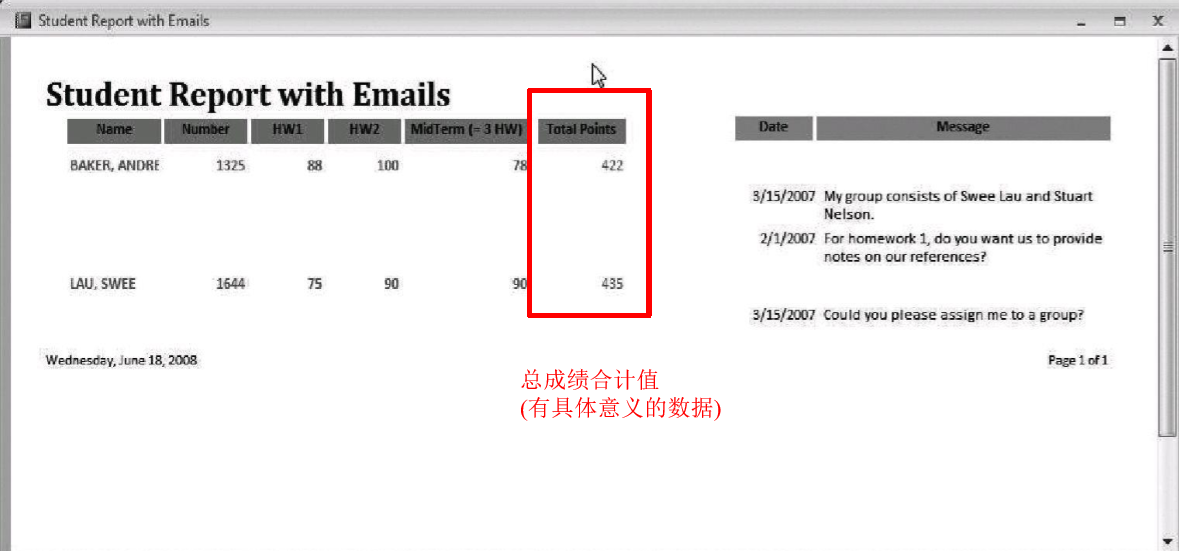 Student Report with Emails
Student Report with Emails
Name Number HW1 HW2 MidTerm (= 3 HW) Total Points Date Message
BAKER, ANDRE 1325 88 100 78 422
3/15/2007 My group consists of Swee Lau and Stuart
Nelson.
2/1/2007 For homework 1, do you want us to provide
notes on our references?
LAU, SWEE 1644 75 90 90 435
3/15/2007 Could you please assign me to a group?
Wednesday, June 18, 2008 Page 1 of 1
总成绩合计值
(有具体意义的数据)